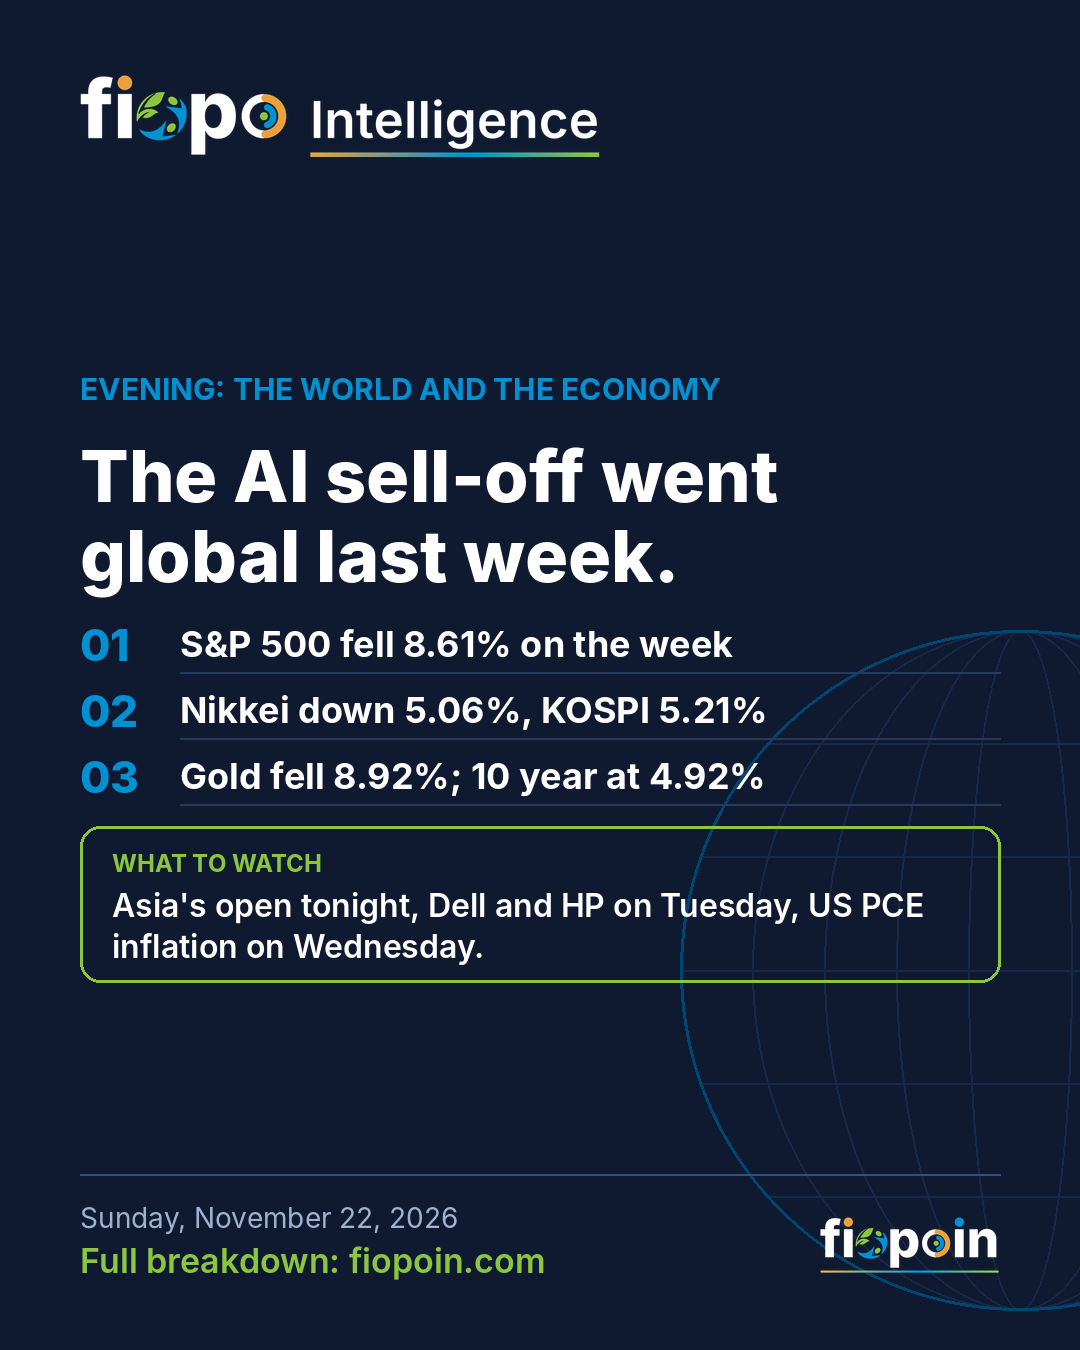 fiopo Intelligence
EVENING: THE WORLD AND THE ECONOMY
The AI sell-off went
global last week.
01 S&P 500 fell 8.61% on the week
02 Nikkei down 5.06%, KOSPI 5.21%
03 Gold fell 8.92%; 10 year at 4.92%
WHAT TO WATCH
Asia's open tonight, Dell and HP on Tuesday, US PCE
inflation on Wednesday.
Sunday, November 22, 2026
Full breakdown: fiopoin.com
fiopoin